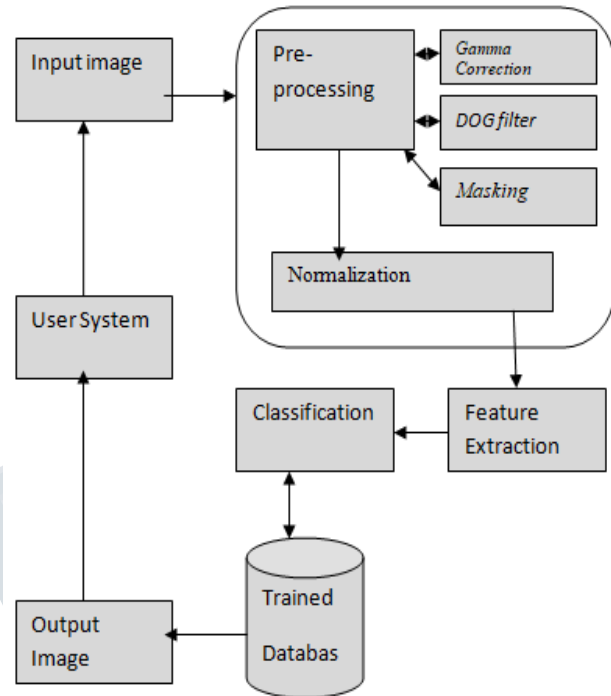 Input image
Pre-
processing
Gamma
Correction
DOG filter
Masking
Normalization
User System
Classification
Feature
Extraction
Trained
Databas
Output
Image